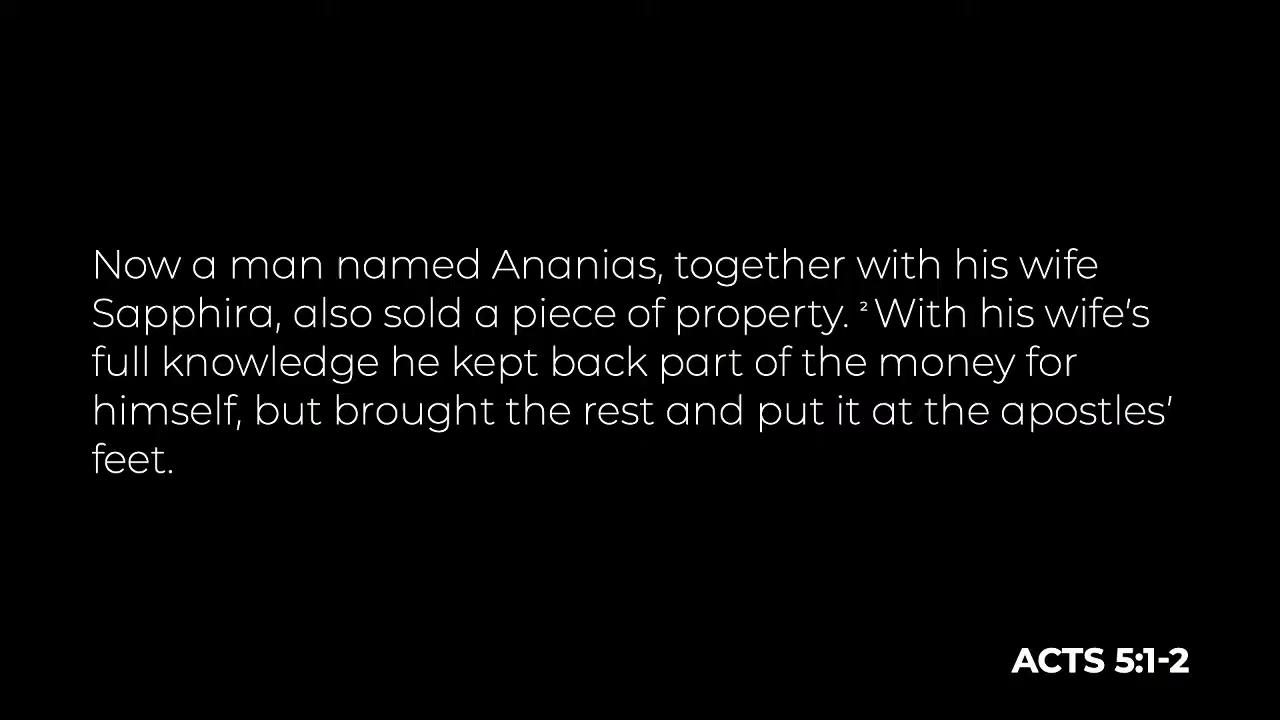 Now a man named Ananias, together with his wife
Sapphira, also sold a piece of property. ² With his wife's
full knowledge he kept back part of the money for
himself, but brought the rest and put it at the apostles'
feet.
ACTS 5:1-2